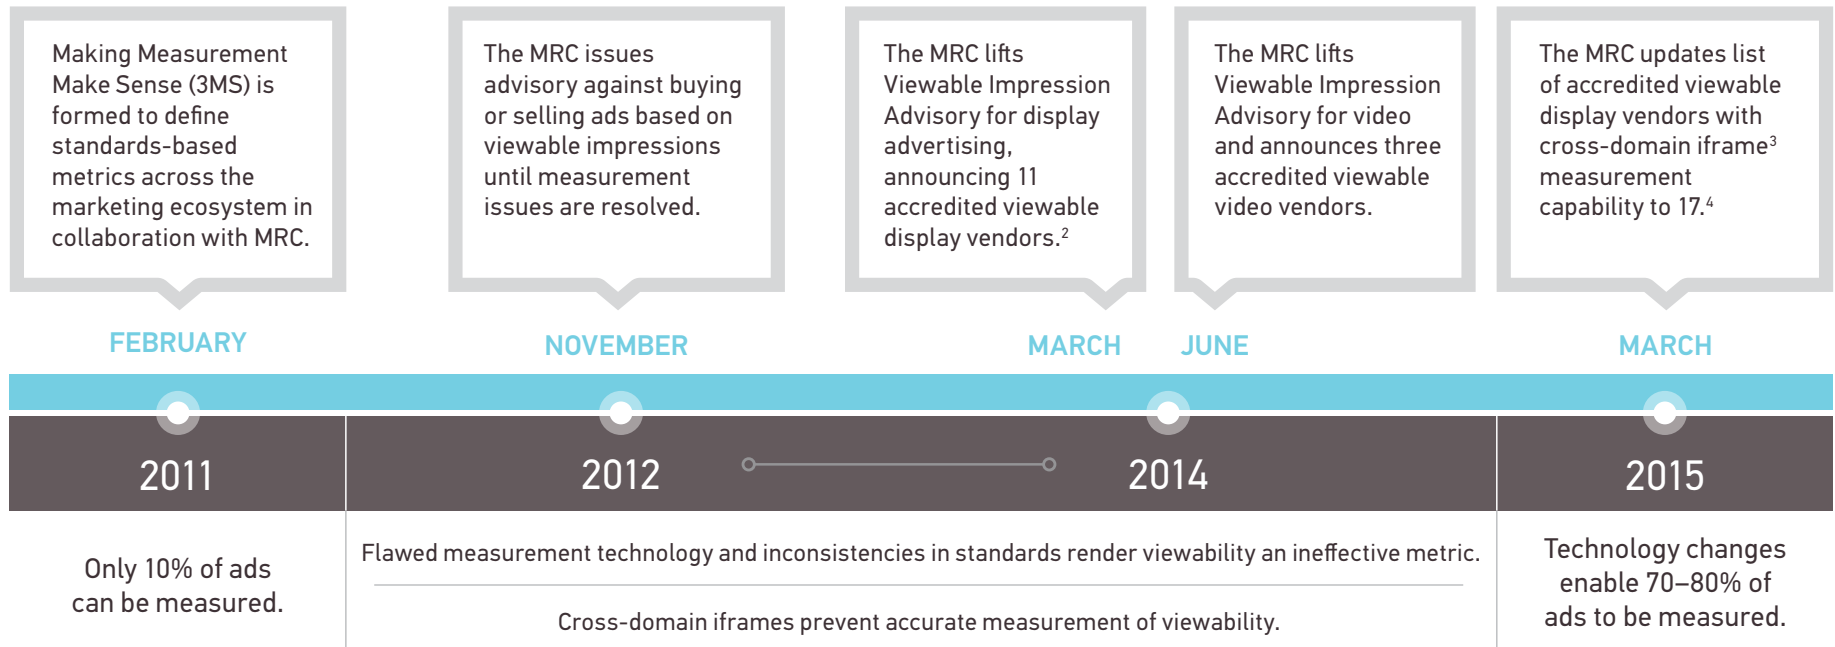 Making Measurement
Make Sense (3MS) is
formed to define
standards-based
metrics across the
marketing ecosystem in
collaboration with MRC.
The MRC issues
advisory against buying
or selling ads based on
viewable impressions
until measurement
issues are resolved.
The MRC lifts
Viewable Impression
Advisory for display
advertising,
announcing 11
accredited viewable
display vendors.²
The MRC lifts
Viewable Impression
Advisory for video
and announces three
accredited viewable
video vendors.
The MRC updates list
of accredited viewable
display vendors with
cross-domain iframe³
measurement
capability to 17.⁴
FEBRUARY
NOVEMBER
MARCH
JUNE
MARCH
2011
2012
2014
2015
Only 10% of ads
can be measured.
Flawed measurement technology and inconsistencies in standards render viewability an ineffective metric.
Cross-domain iframes prevent accurate measurement of viewability.
Technology changes
enable 70–80% of
ads to be measured.